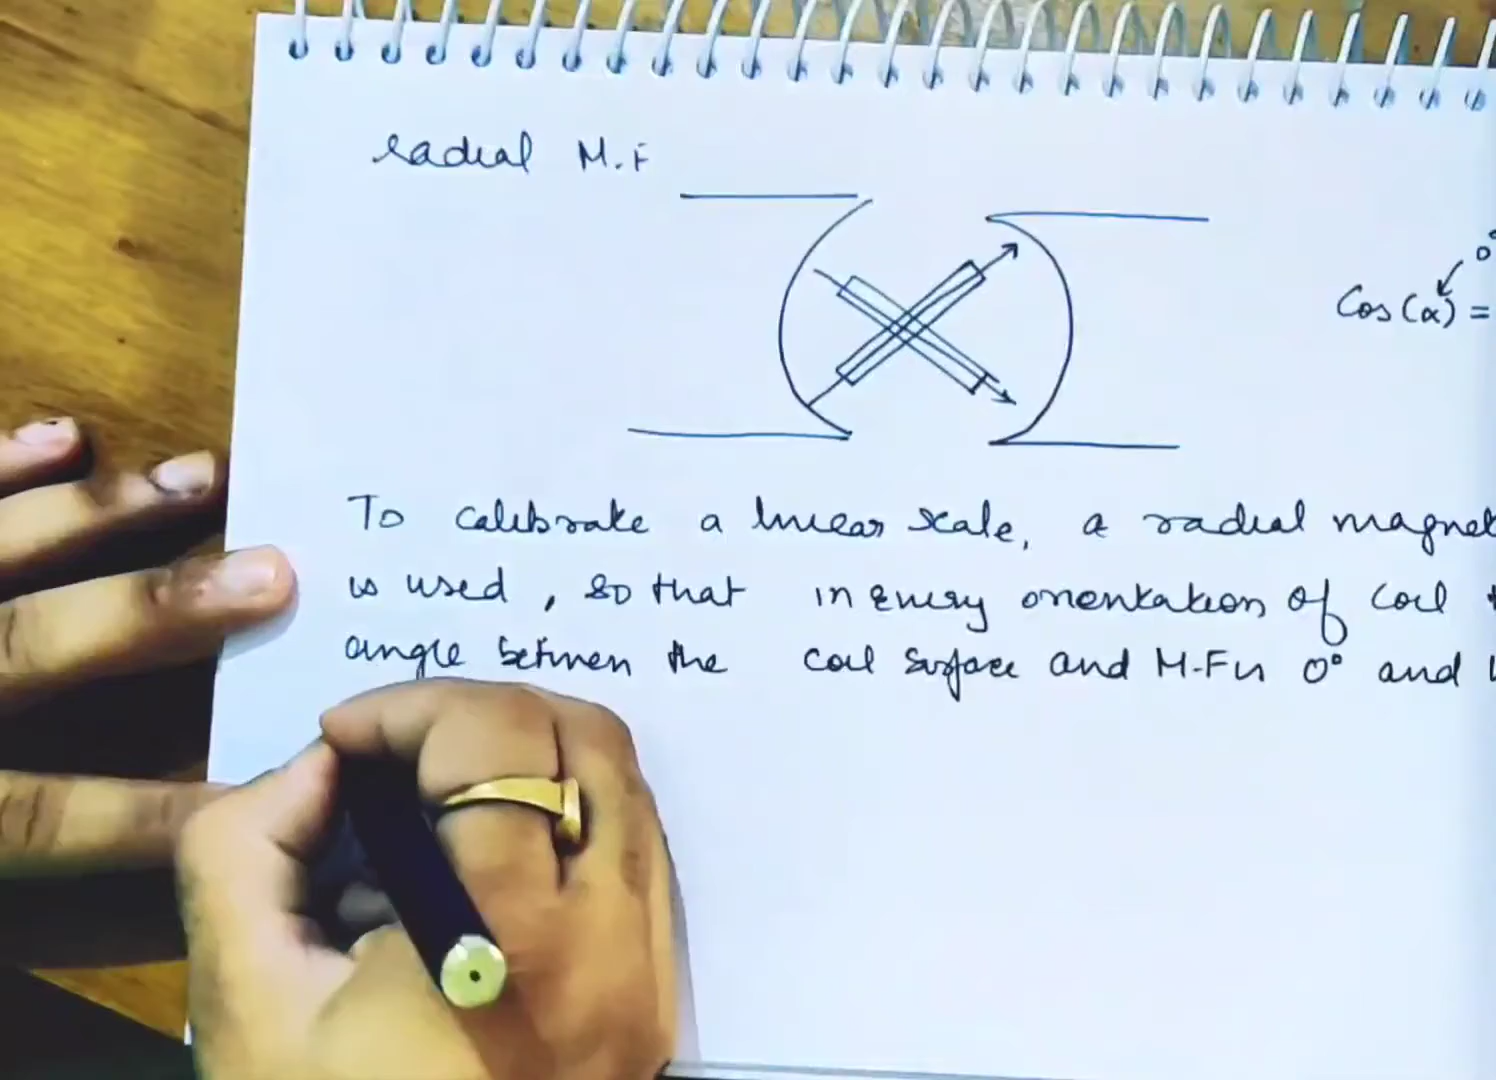 radial M.F
0°
Cos(α) =
To calibrate a linear scale, a radial magnet
is used, so that in every orientation of coil
angle between the coil surface and M.F is 0° and